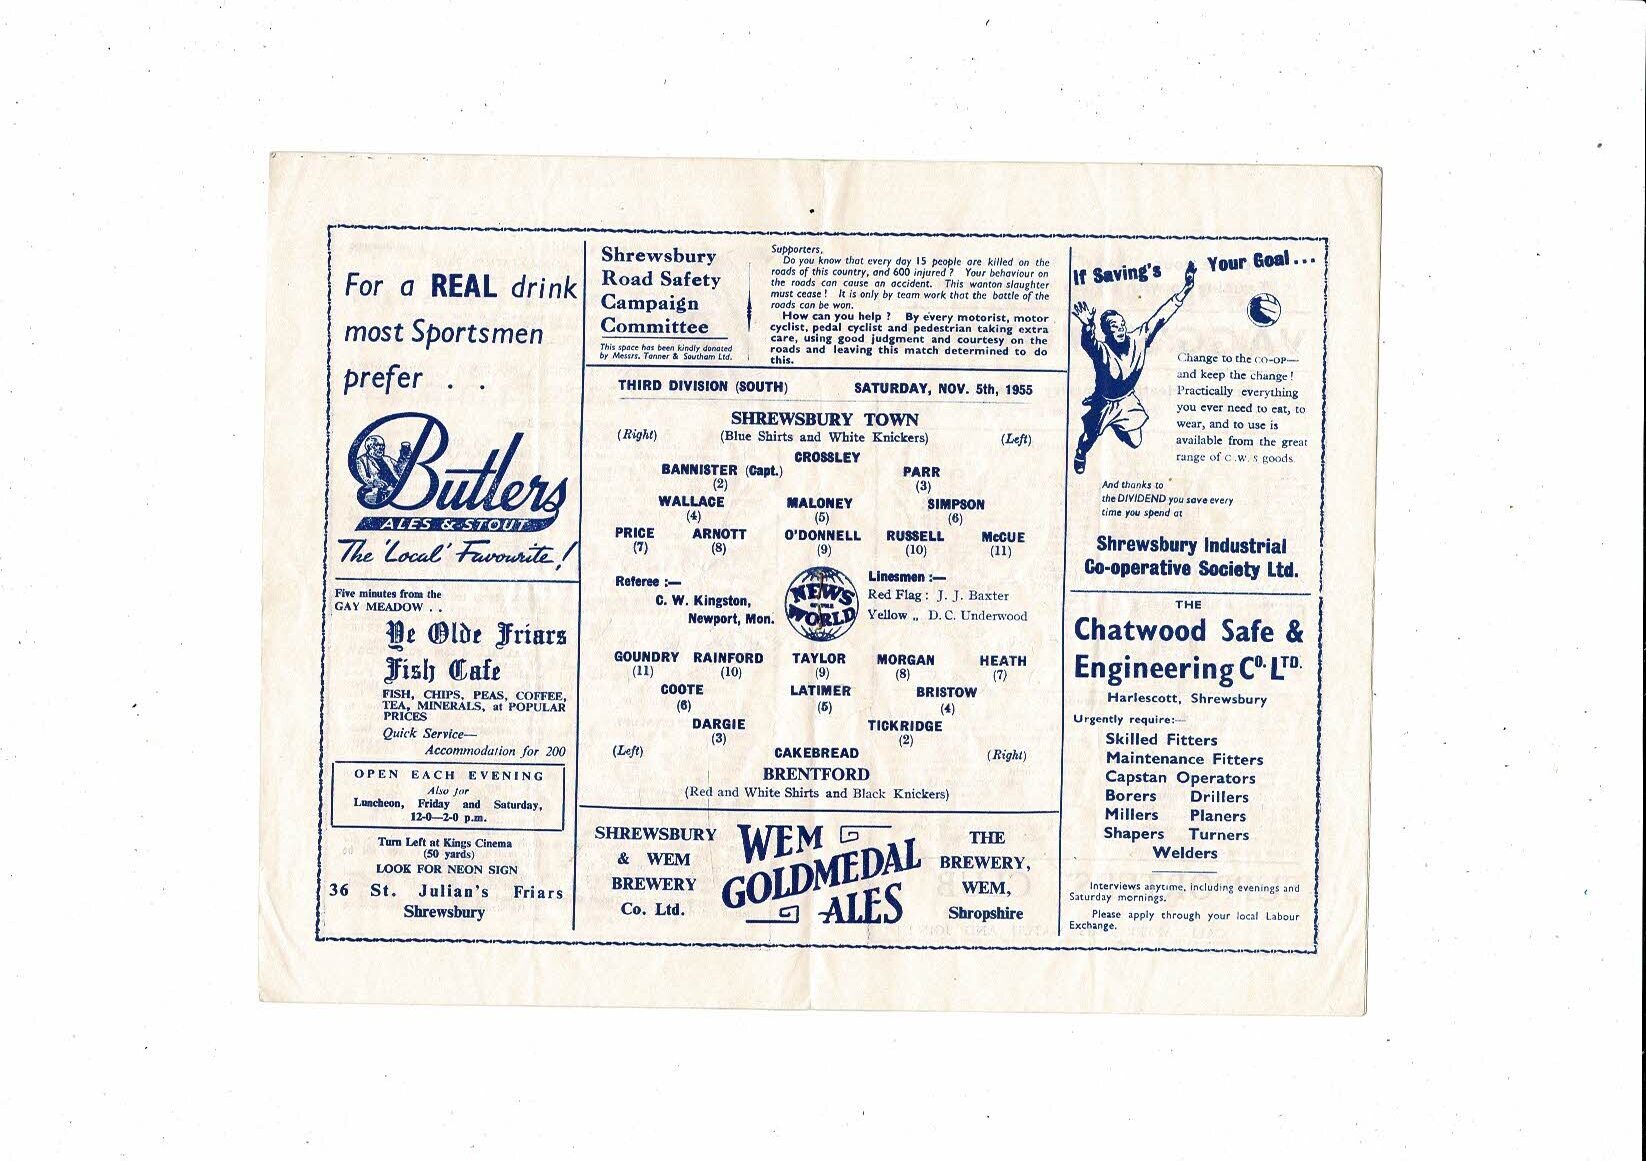 For a REAL drink
most Sportsmen
prefer . .
Butlers
ALES & STOUT
The 'Local' Favourite!
Five minutes from the
GAY MEADOW . .
Ye Olde Friars
Fish Cafe
FISH, CHIPS, PEAS, COFFEE,
TEA, MINERALS, at POPULAR
PRICES
Quick Service—
Accommodation for 200
OPEN EACH EVENING
Also for
Luncheon, Friday and Saturday,
12-0—2-0 p.m.
Turn Left at Kings Cinema
(50 yards)
LOOK FOR NEON SIGN
36 St. Julian's Friars
Shrewsbury
Shrewsbury
Road Safety
Campaign
Committee
This space has been kindly donated
by Messrs. Tanner & Southam Ltd.
Supporters,
Do you know that every day 15 people are killed on the
roads of this country, and 600 injured ? Your behaviour on
the roads can cause an accident. This wanton slaughter
must cease ! It is only by team work that the battle of the
roads can be won.
How can you help ? By every motorist, motor
cyclist, pedal cyclist and pedestrian taking extra
care, using good judgment and courtesy on the
roads and leaving this match determined to do
this.
THIRD DIVISION (SOUTH) SATURDAY, NOV. 5th, 1955
SHREWSBURY TOWN
(Right) (Blue Shirts and White Knickers) (Left)
CROSSLEY
BANNISTER (Capt.) PARR
(2) (3)
WALLACE MALONEY SIMPSON
(4) (5) (6)
PRICE ARNOTT O'DONNELL RUSSELL McCUE
(7) (8) (9) (10) (11)
Referee :—
C. W. Kingston,
Newport, Mon.
NEWS
OF THE
WORLD
Linesmen :—
Red Flag : J. J. Baxter
Yellow ,, D. C. Underwood
GOUNDRY RAINFORD TAYLOR MORGAN HEATH
(11) (10) (9) (8) (7)
COOTE LATIMER BRISTOW
(6) (5) (4)
DARGIE TICKRIDGE
(3) (2)
(Left) CAKEBREAD (Right)
BRENTFORD
(Red and White Shirts and Black Knickers)
SHREWSBURY
& WEM
BREWERY
Co. Ltd.
WEM
GOLDMEDAL
ALES
THE
BREWERY,
WEM,
Shropshire
If Saving's Your Goal...
Change to the CO-OP—
and keep the change !
Practically everything
you ever need to eat, to
wear, and to use is
available from the great
range of C.W.S goods.
And thanks to
the DIVIDEND you save every
time you spend at
Shrewsbury Industrial
Co-operative Society Ltd.
THE
Chatwood Safe &
Engineering Co. LTD.
Harlescott, Shrewsbury
Urgently require:—
Skilled Fitters
Maintenance Fitters
Capstan Operators
Borers Drillers
Millers Planers
Shapers Turners
Welders
Interviews anytime, including evenings and
Saturday mornings.
Please apply through your local Labour
Exchange.